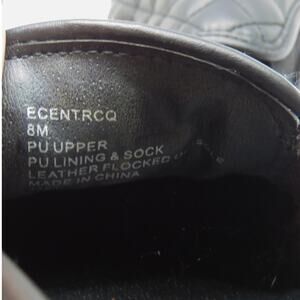 ECENTRCQ
8M
PU UPPER
PU LINING & SOCK
LEATHER FLOCKED
MADE IN CHINA